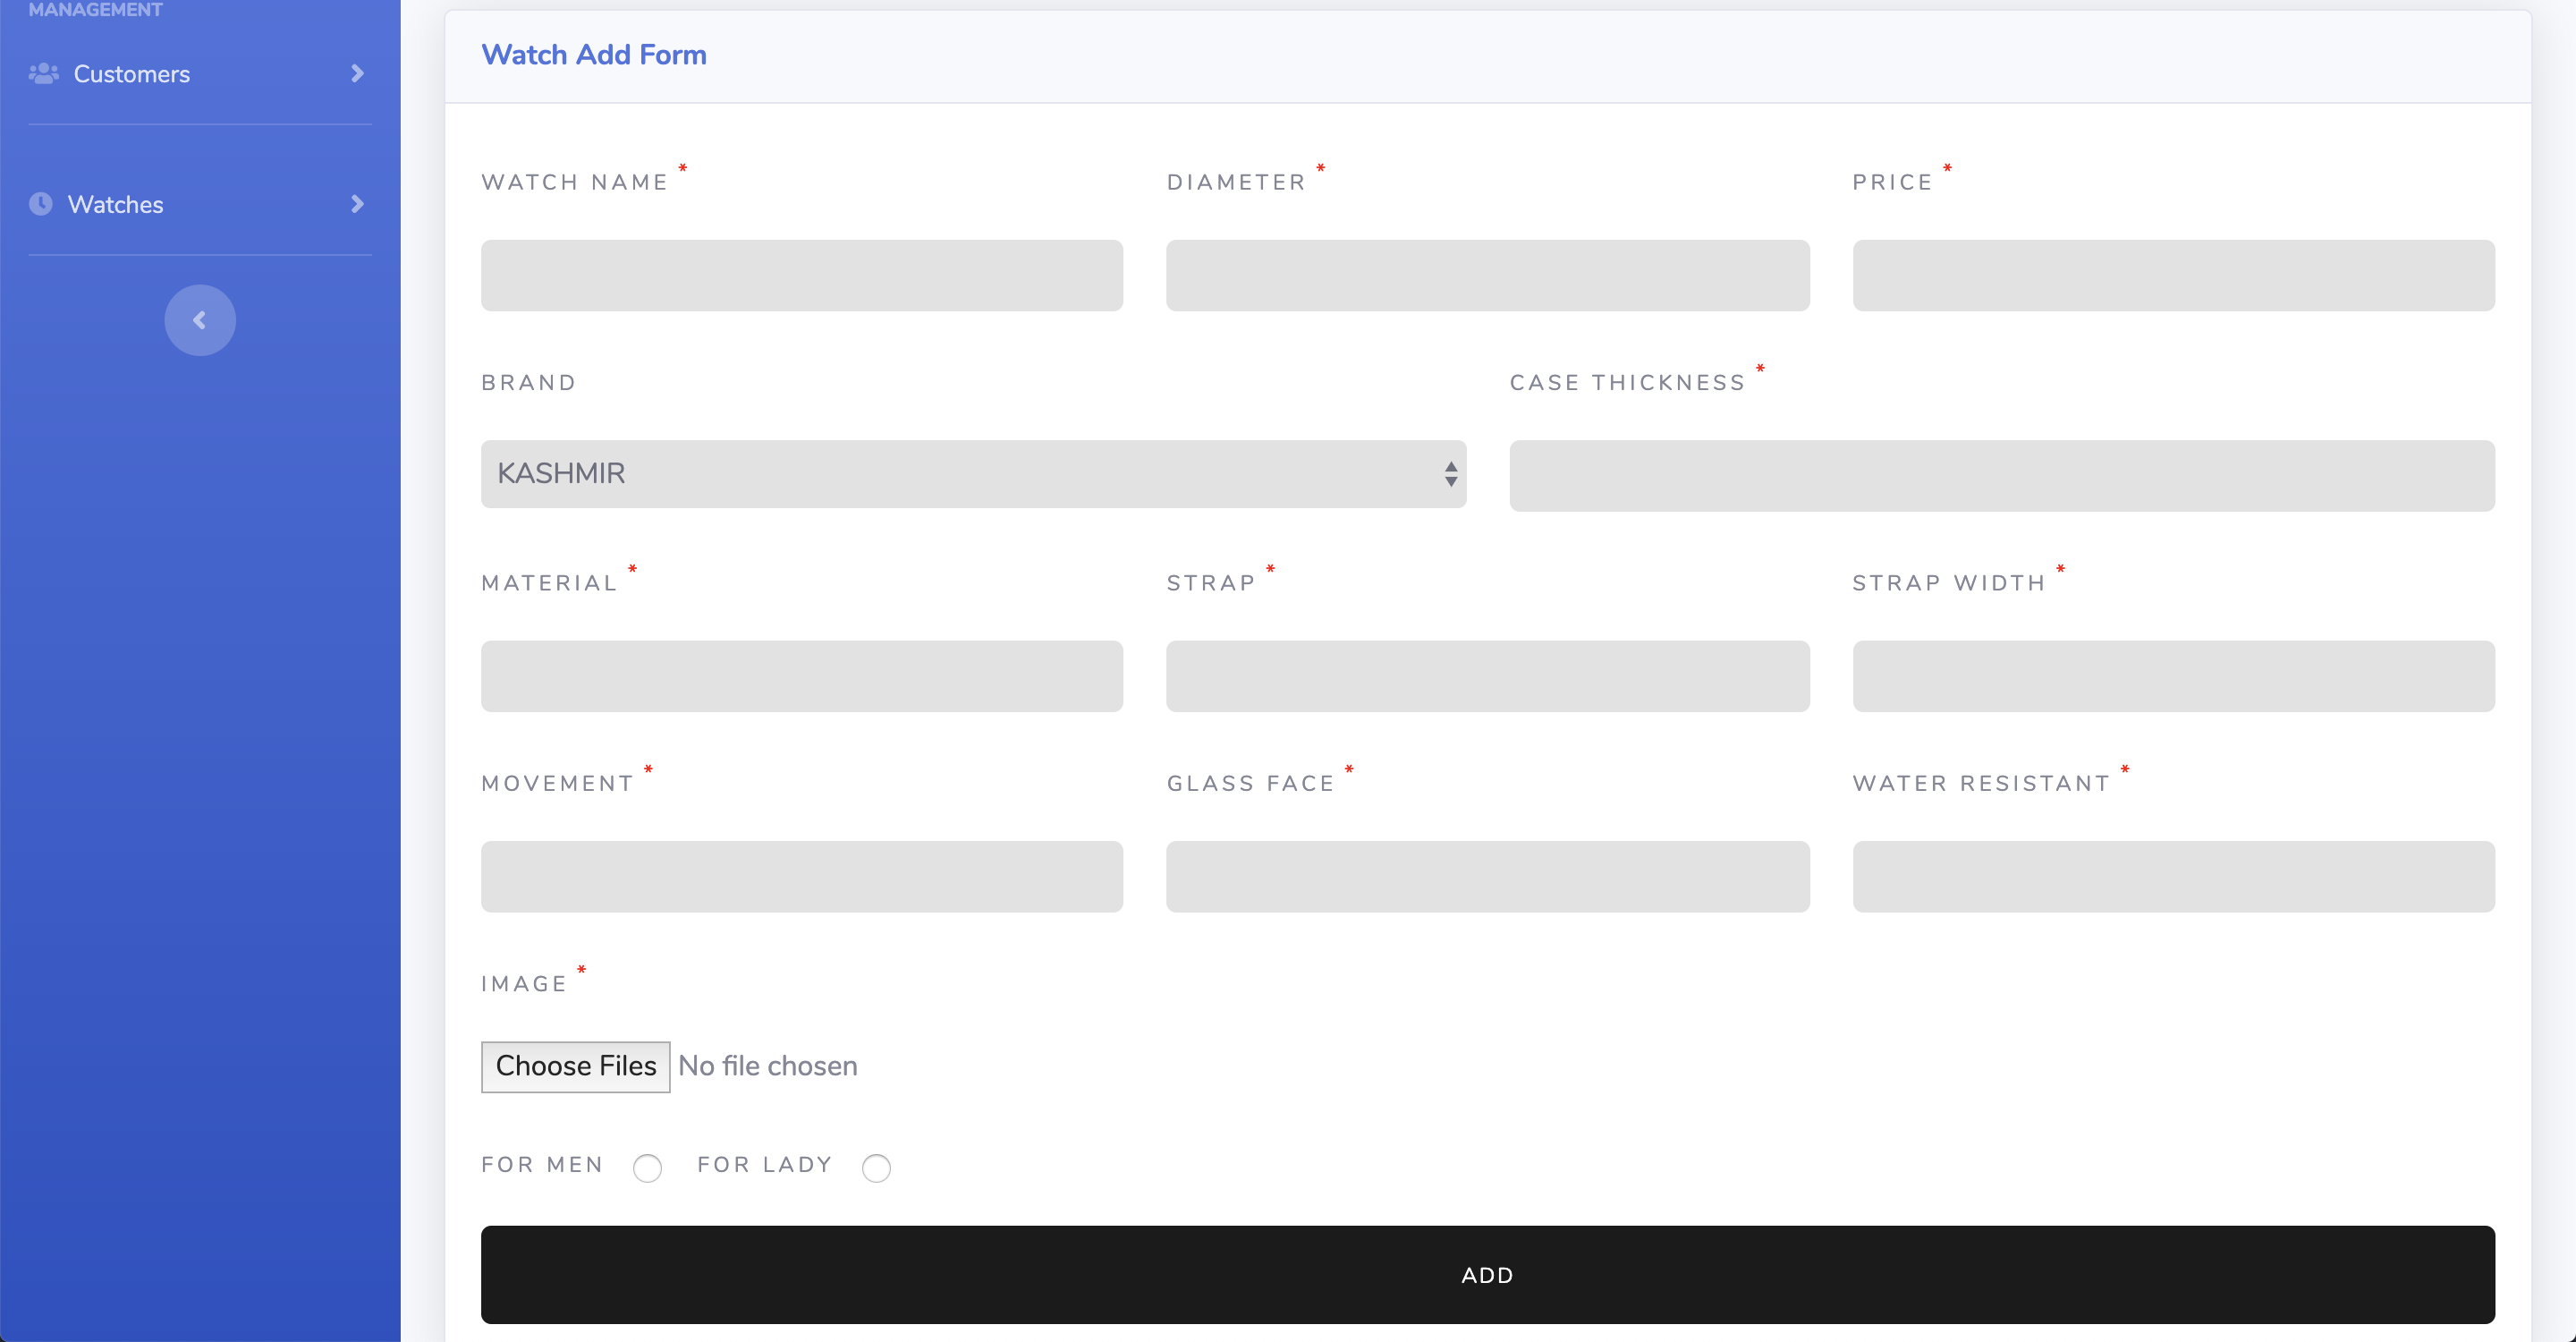 MANAGEMENT
Customers
Watches
Watch Add Form
WATCH NAME * DIAMETER * PRICE *
BRAND CASE THICKNESS *
KASHMIR
MATERIAL * STRAP * STRAP WIDTH *
MOVEMENT * GLASS FACE * WATER RESISTANT *
IMAGE *
Choose Files No file chosen
FOR MEN FOR LADY
ADD